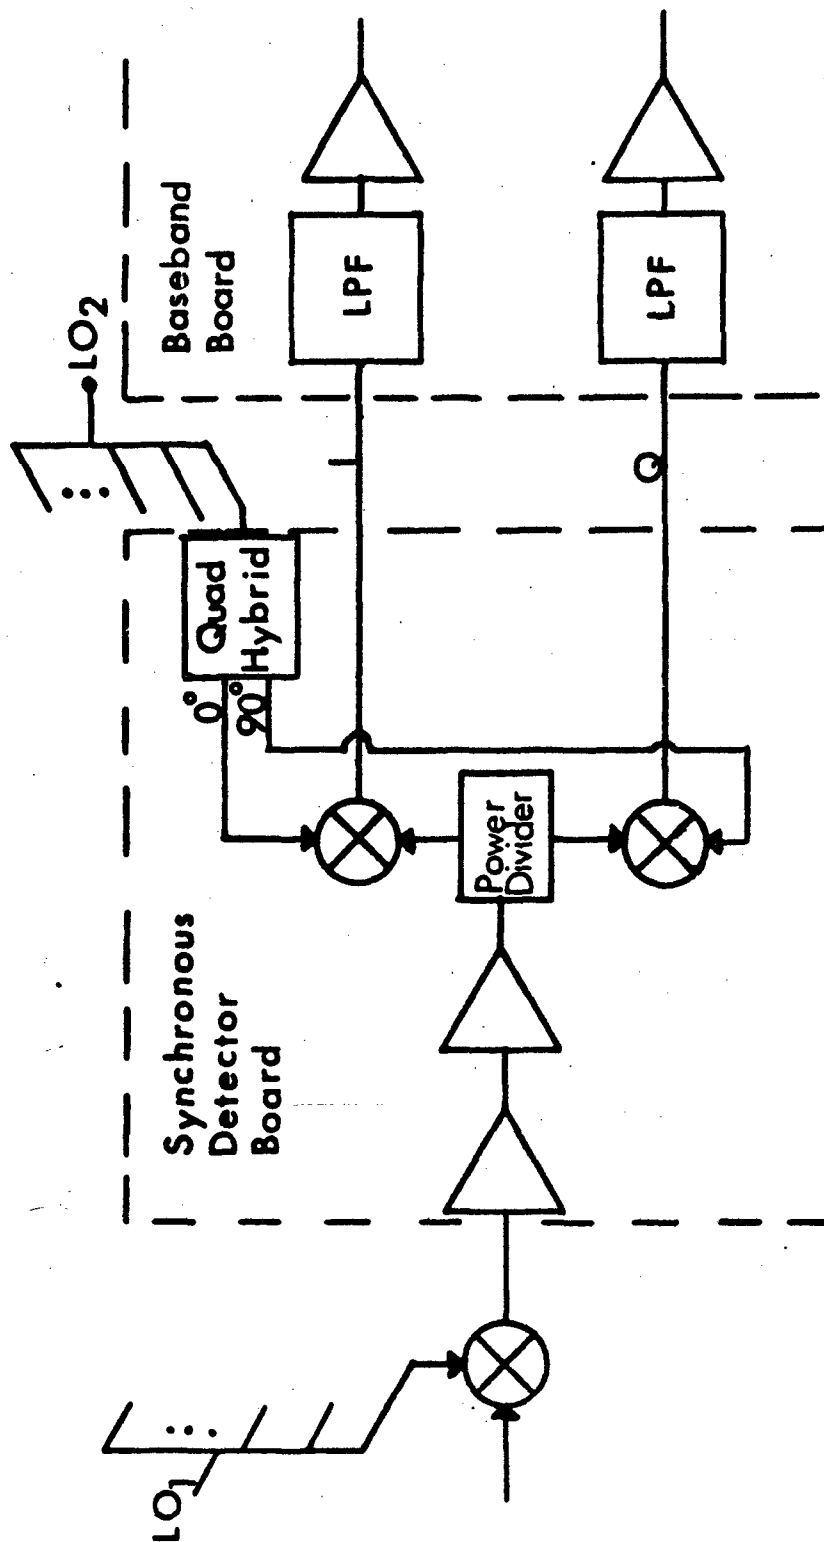 LO1
Synchronous
Detector
Board
Power
Divider
0°
90°
Quad
Hybrid
I
Q
LO2
Baseband
Board
LPF
LPF